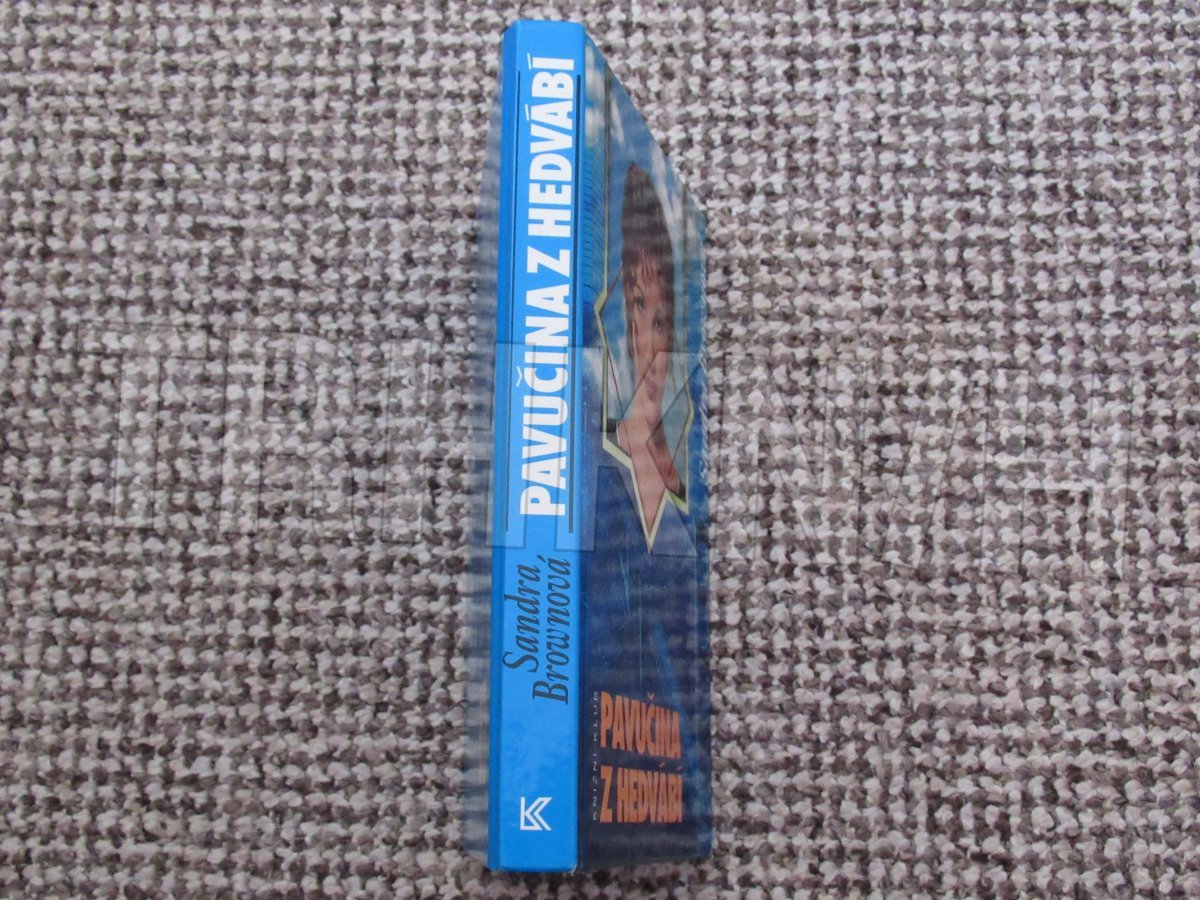 Sandra
Brownová
PAVUČINA Z HEDVÁBÍ
K
KNIŽNÍ KLUB
PAVUČINA
Z HEDVÁBÍ